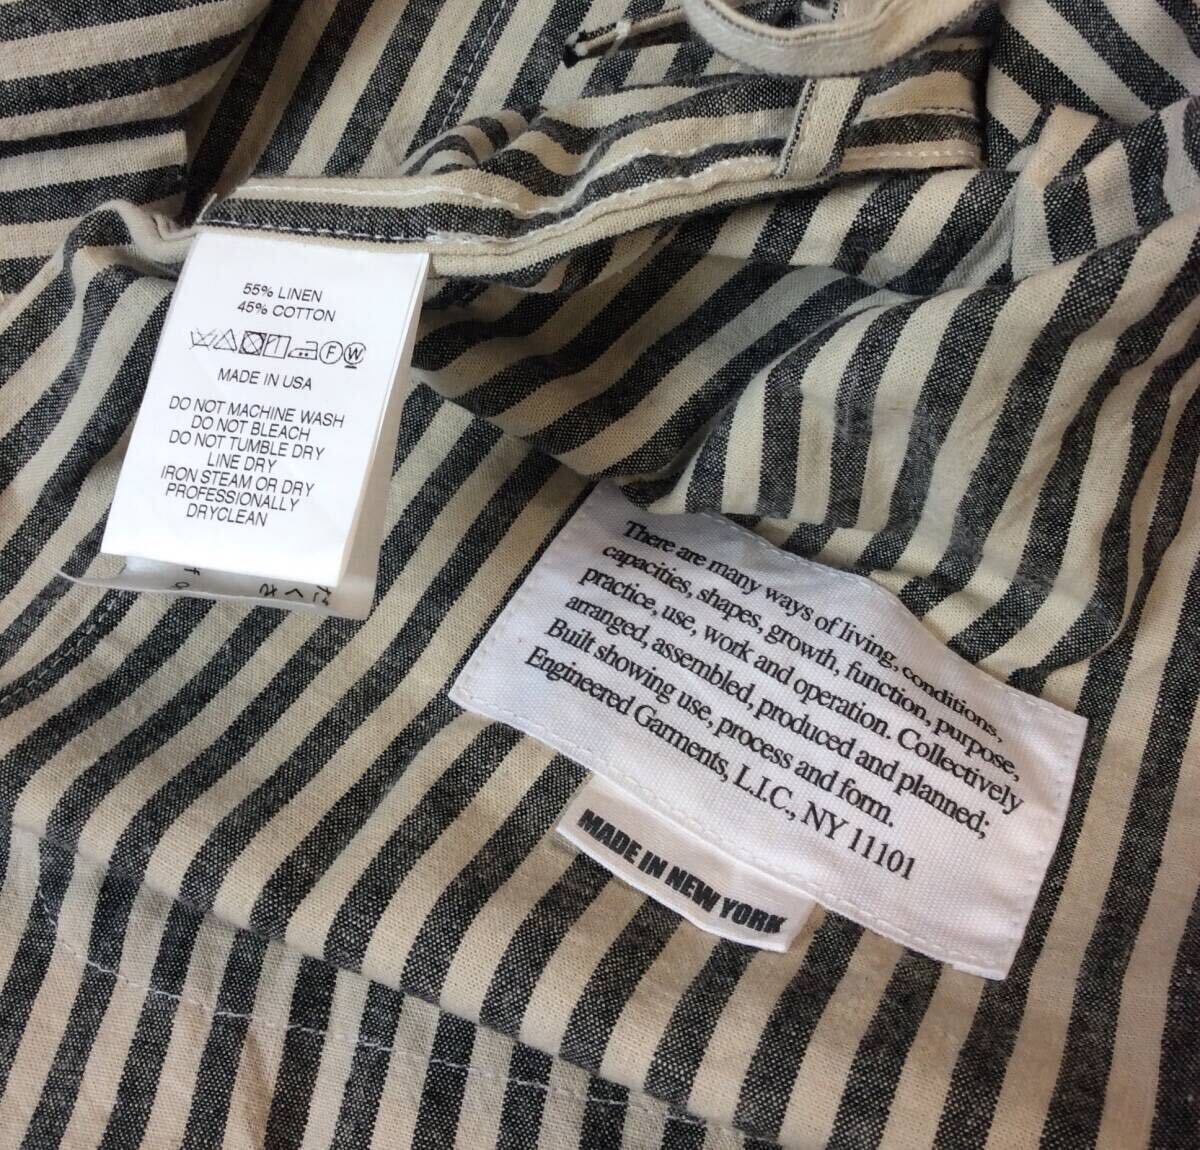 55% LINEN
45% COTTON
MADE IN USA
DO NOT MACHINE WASH
DO NOT BLEACH
DO NOT TUMBLE DRY
LINE DRY
IRON STEAM OR DRY
PROFESSIONALLY
DRYCLEAN
There are many ways of living, conditions,
capacities, shapes, growth, function, purpose,
practice, use, work and operation. Collectively
arranged, assembled, produced and planned;
Built showing use, process and form.
Engineered Garments, L.I.C., NY 11101
MADE IN NEW YORK